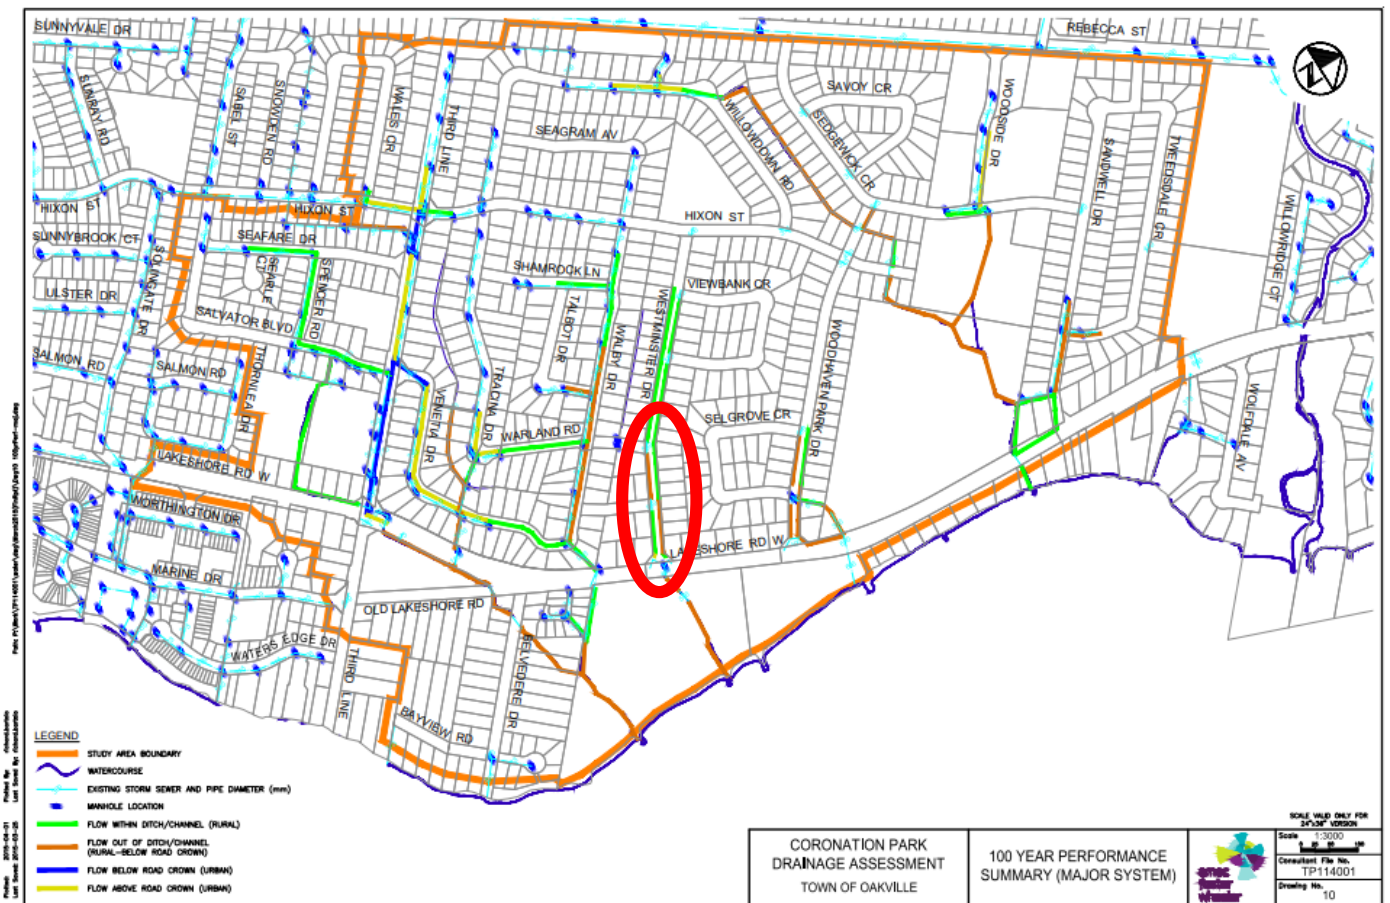 SUNNYVALE DR
REBECCA ST
SUNRAY RD
SABEL ST
SNOWDEN RD
WALES CR
THIRD LINE
SEAGRAM AV
WILLOWDOWN RD
SAVOY CR
SEDGEWICK CR
WOODSIDE DR
SANDWELL DR
TWEEDSDALE CR
HIXON ST
HIXON ST
HIXON ST
SUNNYBROOK CT
SOLINGATE DR
SEAFARE DR
SEARLE CT
SPENCER RD
SHAMROCK LN
VIEWBANK CR
WILLOWRIDGE CT
ULSTER DR
SALVATOR BLVD
TALBOT DR
WALBY DR
WESTMINSTER DR
WOODHAVEN PARK DR
SALMON RD
SALMON RD
THORNLEA DR
VENETIA DR
TRACINA DR
WARLAND RD
SELGROVE CR
WOLFDALE AV
LAKESHORE RD W
WORTHINGTON DR
LAKESHORE RD W
MARINE DR
OLD LAKESHORE RD
WATERS EDGE DR
THIRD LINE
BELVEDERE DR
BAYVIEW RD
LEGEND
STUDY AREA BOUNDARY
WATERCOURSE
EXISTING STORM SEWER AND PIPE DIAMETER (mm)
MANHOLE LOCATION
FLOW WITHIN DITCH/CHANNEL (RURAL)
FLOW OUT OF DITCH/CHANNEL
(RURAL-BELOW ROAD CROWN)
FLOW BELOW ROAD CROWN (URBAN)
FLOW ABOVE ROAD CROWN (URBAN)
CORONATION PARK
DRAINAGE ASSESSMENT
TOWN OF OAKVILLE
100 YEAR PERFORMANCE
SUMMARY (MAJOR SYSTEM)
amec
foster
wheeler
SCALE VALID ONLY FOR
24"x36" VERSION
Scale 1:3000
Consultant File No.
TP114001
Drawing No.
10